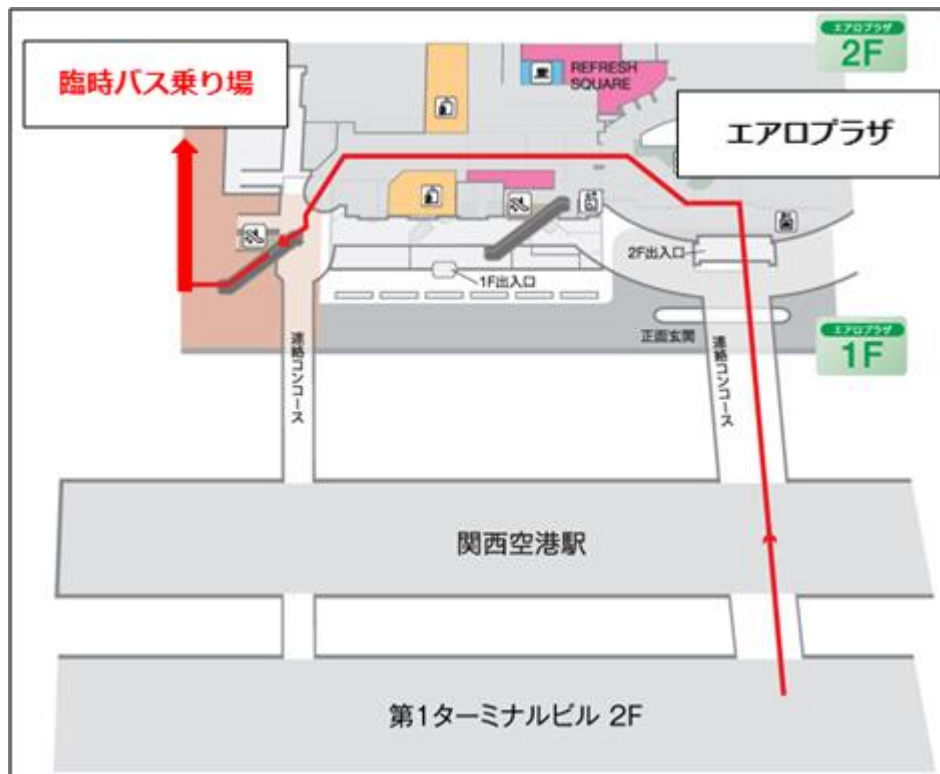 エアロプラザ
2F
臨時バス乗り場
REFRESH
SQUARE
エアロプラザ
2F出入口
1F出入口
正面玄関
エアロプラザ
1F
連絡コンコース
連絡コンコース
関西空港駅
第1ターミナルビル 2F